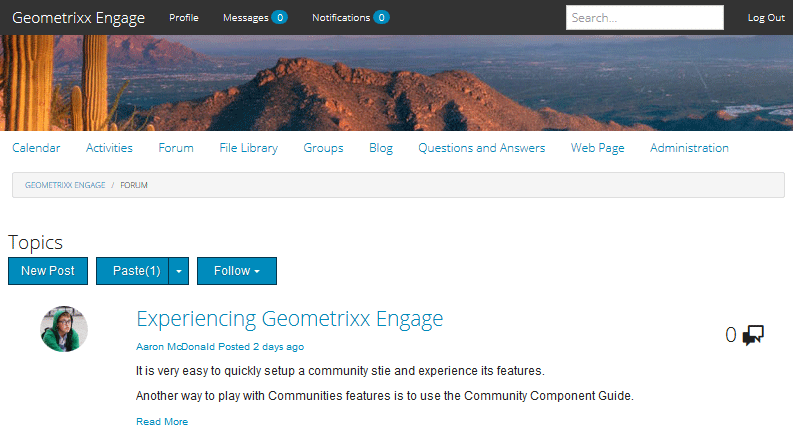 Geometrixx Engage Profile Messages 0 Notifications 0 Search... Log Out
Calendar Activities Forum File Library Groups Blog Questions and Answers Web Page Administration
GEOMETRIXX ENGAGE / FORUM
Topics
New Post Paste(1) Follow
Experiencing Geometrixx Engage
0
Aaron McDonald Posted 2 days ago
It is very easy to quickly setup a community stie and experience its features.
Another way to play with Communities features is to use the Community Component Guide.
Read More